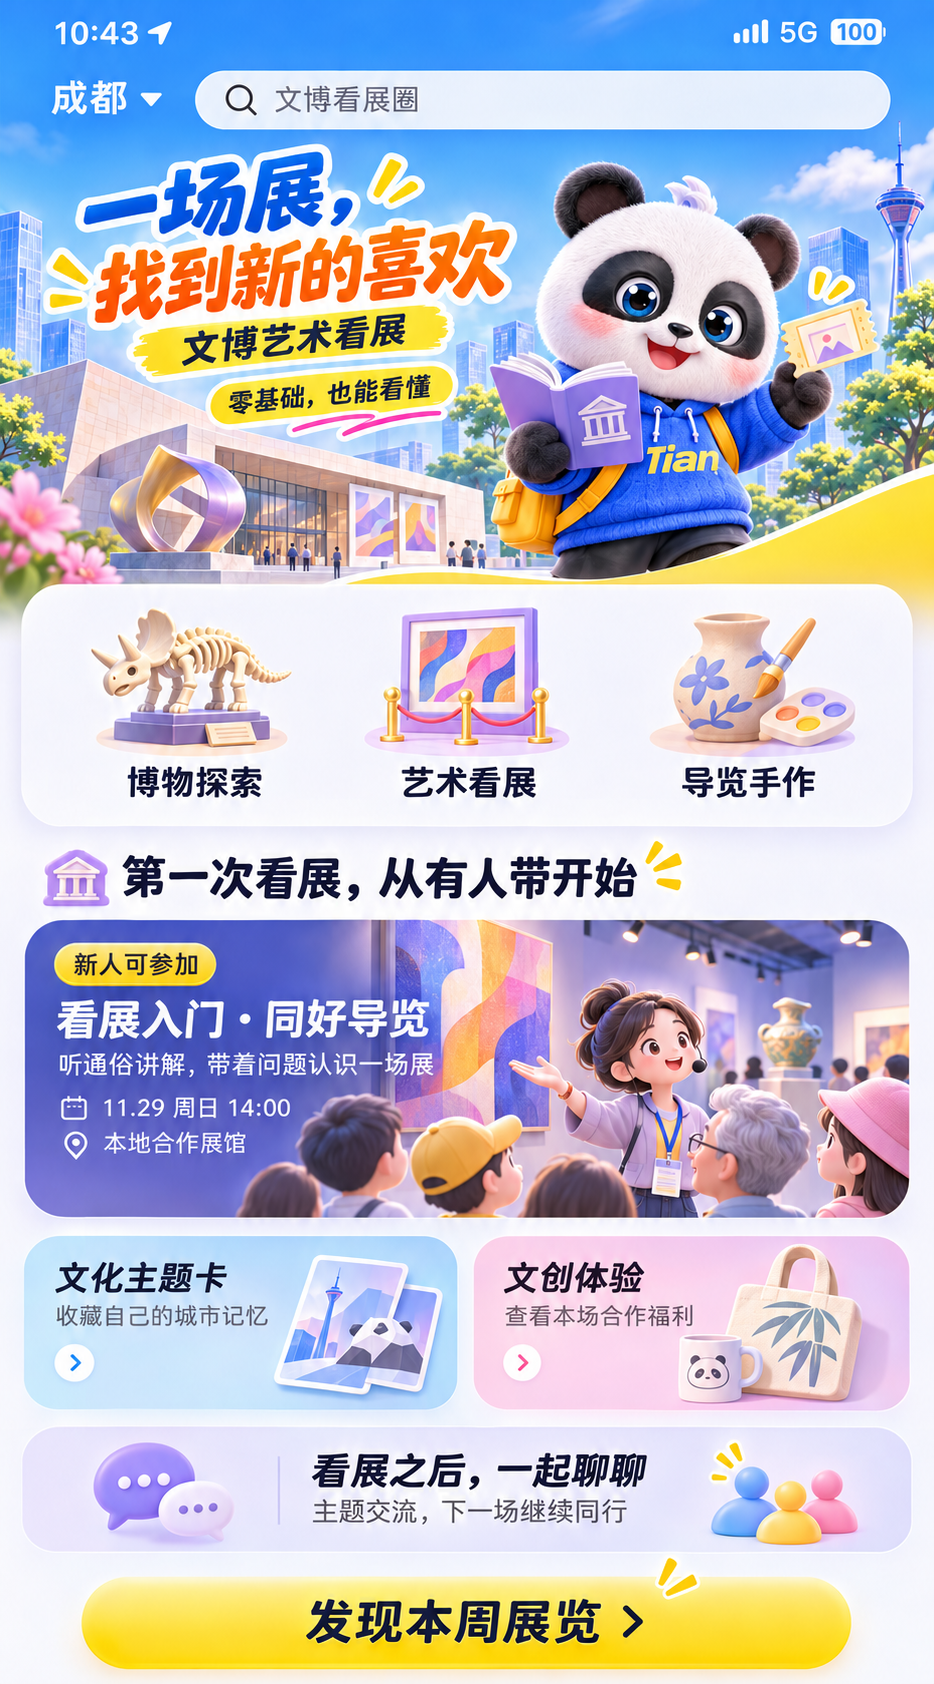 10:43
5G
100
成都
文博看展圈
一场展，
找到新的喜欢
文博艺术看展
零基础，也能看懂
Tian
博物探索
艺术看展
导览手作
第一次看展，从有人带开始
新人可参加
看展入门·同好导览
听通俗讲解，带着问题认识一场展
11.29 周日 14:00
本地合作展馆
文化主题卡
收藏自己的城市记忆
文创体验
查看本场合作福利
看展之后，一起聊聊
主题交流，下一场继续同行
发现本周展览